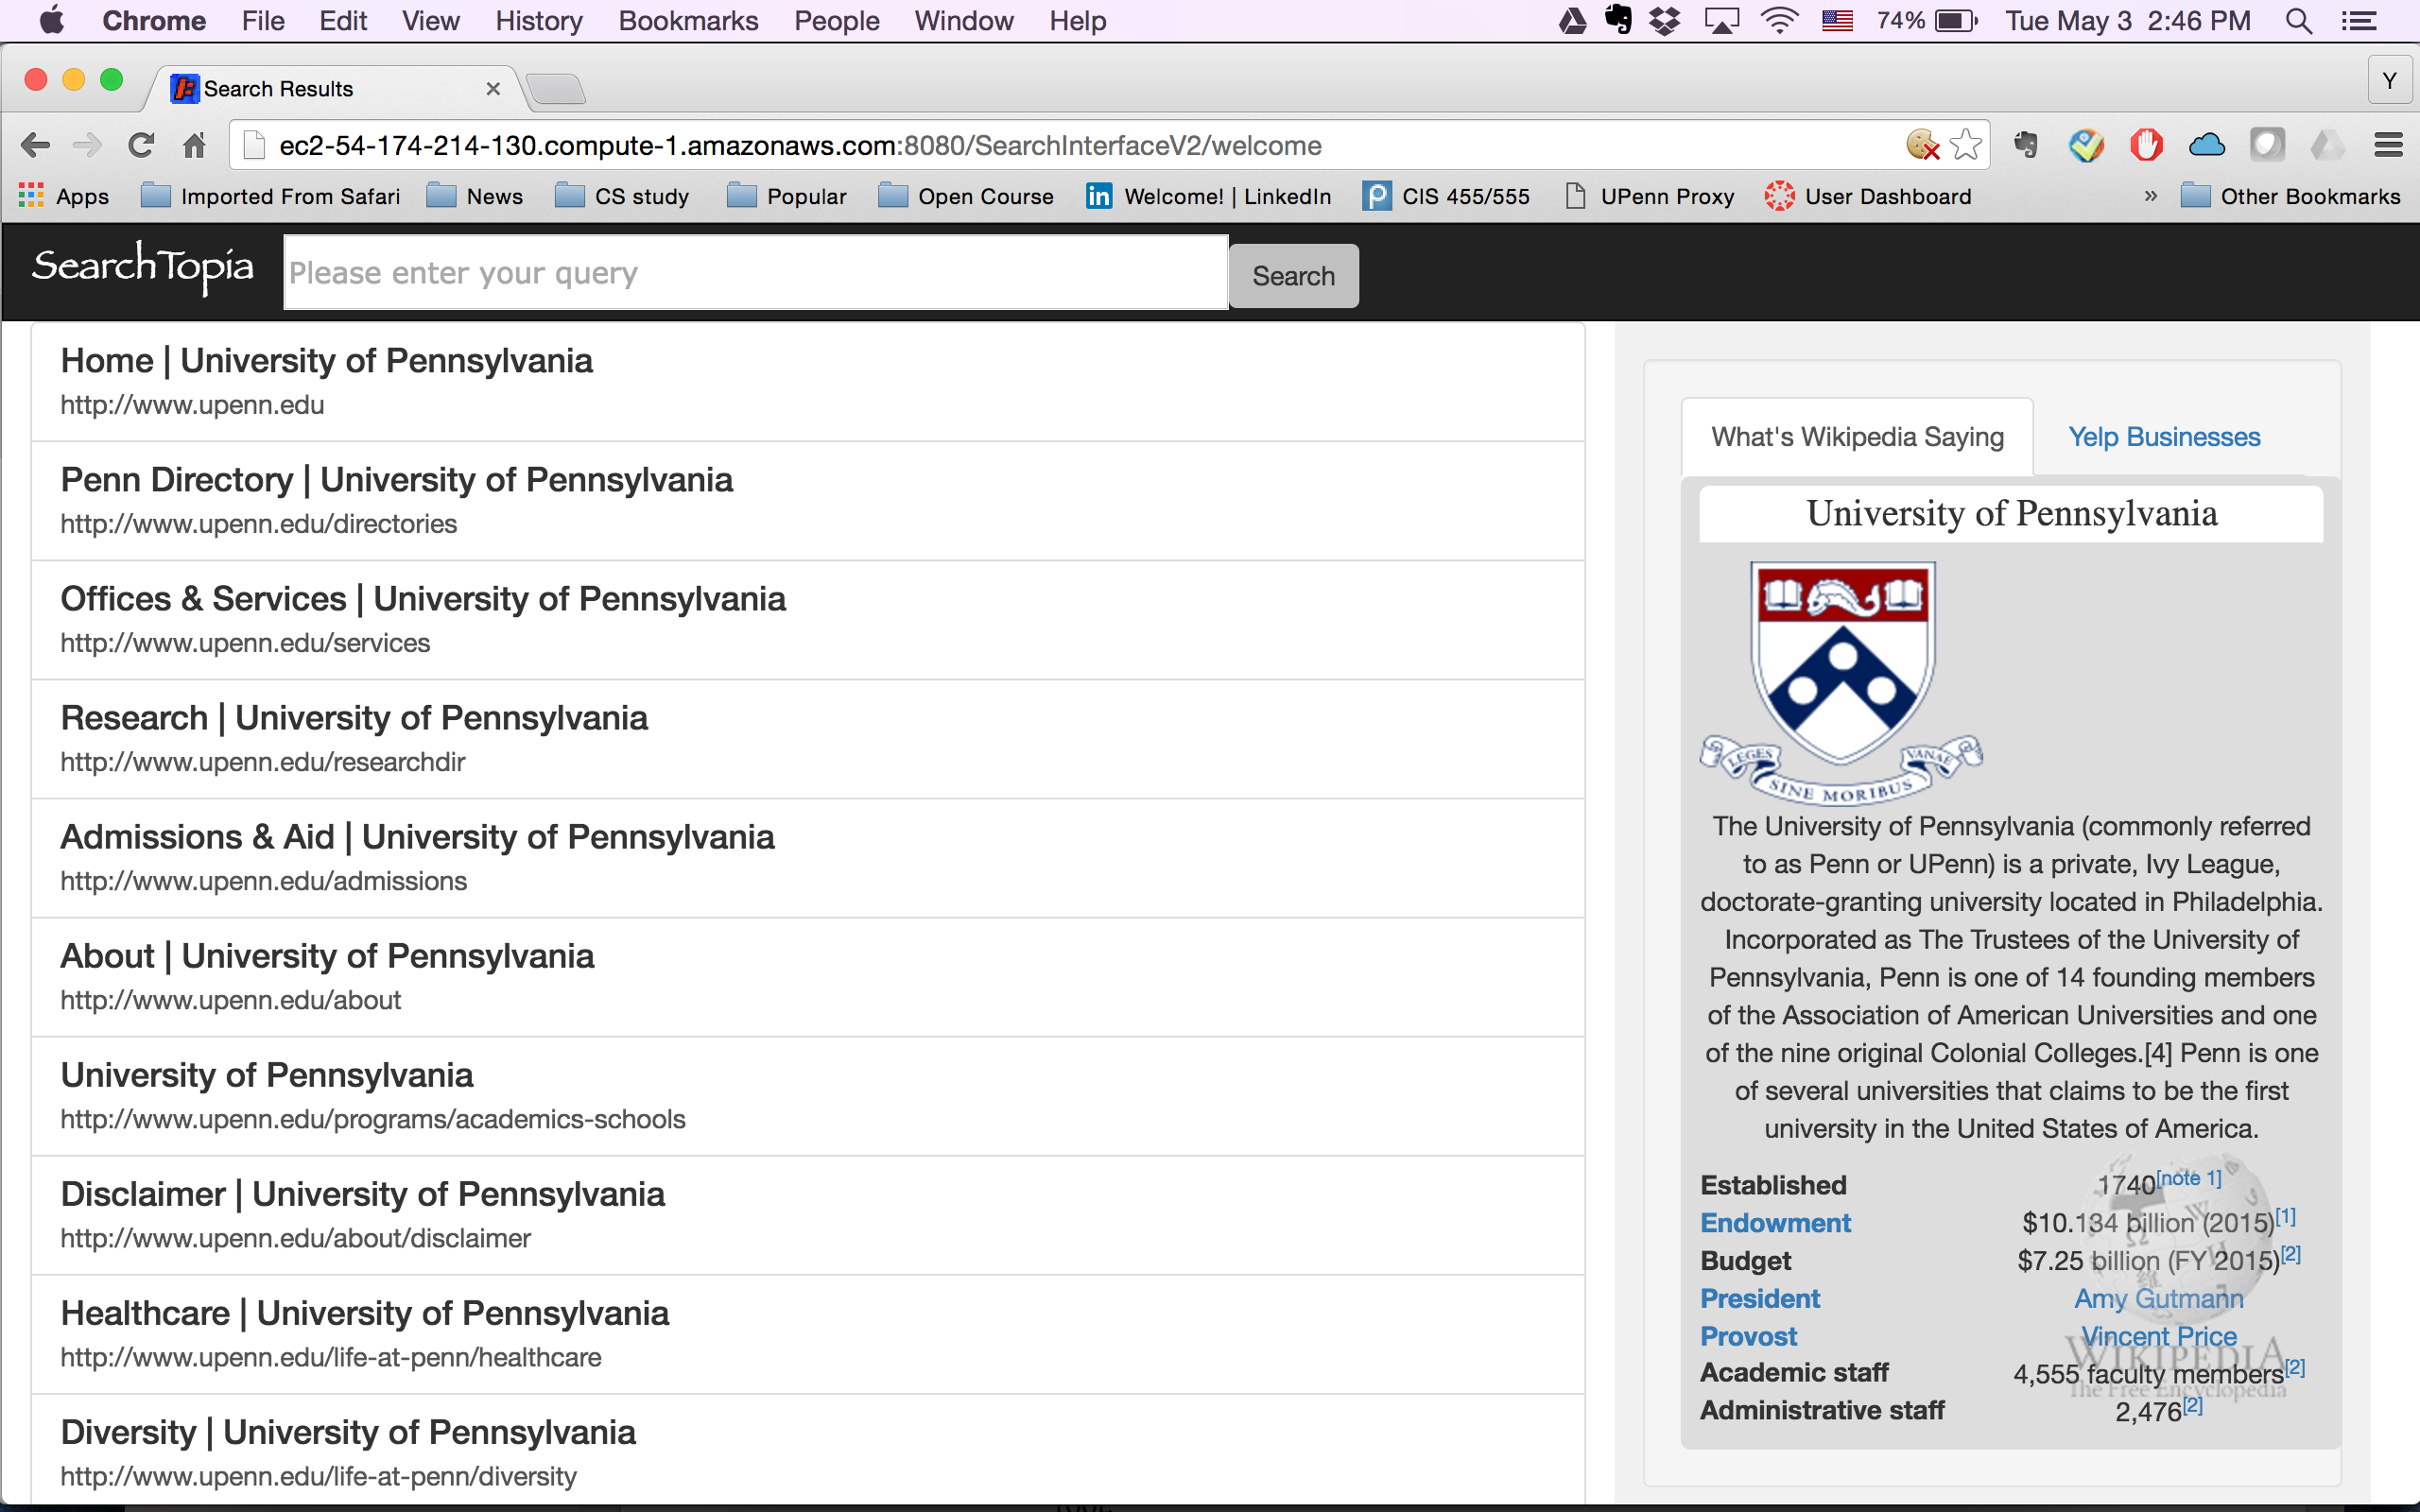 Chrome File Edit View History Bookmarks People Window Help 74% Tue May 3 2:46 PM
Search Results Y
ec2-54-174-214-130.compute-1.amazonaws.com:8080/SearchInterfaceV2/welcome
Apps Imported From Safari News CS study Popular Open Course Welcome! | LinkedIn CIS 455/555 UPenn Proxy User Dashboard » Other Bookmarks
SearchTopia Please enter your query Search
Home | University of Pennsylvania
http://www.upenn.edu
Penn Directory | University of Pennsylvania
http://www.upenn.edu/directories
Offices & Services | University of Pennsylvania
http://www.upenn.edu/services
Research | University of Pennsylvania
http://www.upenn.edu/researchdir
Admissions & Aid | University of Pennsylvania
http://www.upenn.edu/admissions
About | University of Pennsylvania
http://www.upenn.edu/about
University of Pennsylvania
http://www.upenn.edu/programs/academics-schools
Disclaimer | University of Pennsylvania
http://www.upenn.edu/about/disclaimer
Healthcare | University of Pennsylvania
http://www.upenn.edu/life-at-penn/healthcare
Diversity | University of Pennsylvania
http://www.upenn.edu/life-at-penn/diversity
What's Wikipedia Saying Yelp Businesses
University of Pennsylvania
LEGES SINE MORIBUS VANAE
The University of Pennsylvania (commonly referred
to as Penn or UPenn) is a private, Ivy League,
doctorate-granting university located in Philadelphia.
Incorporated as The Trustees of the University of
Pennsylvania, Penn is one of 14 founding members
of the Association of American Universities and one
of the nine original Colonial Colleges.[4] Penn is one
of several universities that claims to be the first
university in the United States of America.
Established 1740[note 1]
Endowment $10.134 billion (2015)[1]
Budget $7.25 billion (FY 2015)[2]
President Amy Gutmann
Provost Vincent Price
WIKIPEDIA
Academic staff 4,555 faculty members[2]
The Free Encyclopedia
Administrative staff 2,476[2]